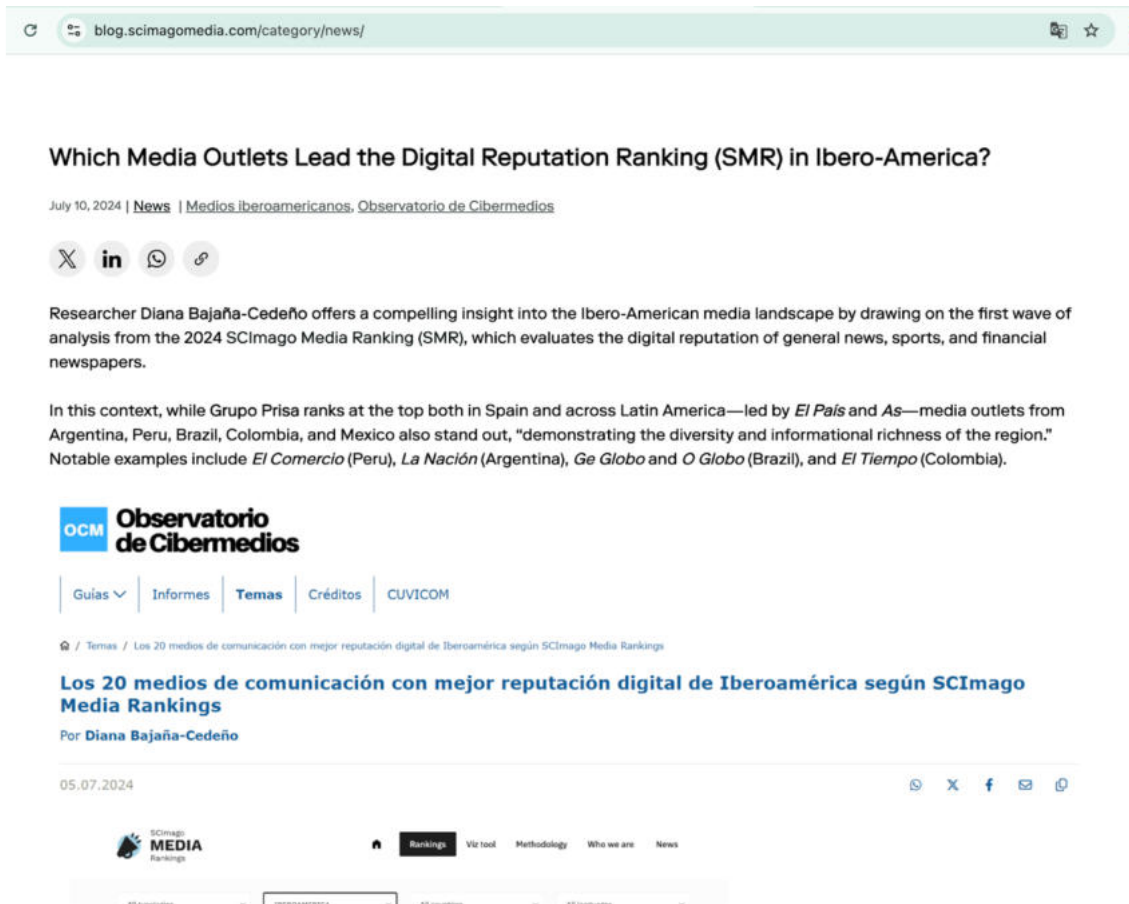 blog.scimagomedia.com/category/news/
Which Media Outlets Lead the Digital Reputation Ranking (SMR) in Ibero-America?
July 10, 2024 | News | Medios iberoamericanos, Observatorio de Cibermedios
Researcher Diana Bajaña-Cedeño offers a compelling insight into the Ibero-American media landscape by drawing on the first wave of
analysis from the 2024 SCImago Media Ranking (SMR), which evaluates the digital reputation of general news, sports, and financial
newspapers.
In this context, while Grupo Prisa ranks at the top both in Spain and across Latin America—led by El País and As—media outlets from
Argentina, Peru, Brazil, Colombia, and Mexico also stand out, “demonstrating the diversity and informational richness of the region.”
Notable examples include El Comercio (Peru), La Nación (Argentina), Ge Globo and O Globo (Brazil), and El Tiempo (Colombia).
OCM Observatorio
de Cibermedios
Guías Informes Temas Créditos CUVICOM
/ Temas / Los 20 medios de comunicación con mejor reputación digital de Iberoamérica según SCImago Media Rankings
Los 20 medios de comunicación con mejor reputación digital de Iberoamérica según SCImago
Media Rankings
Por Diana Bajaña-Cedeño
05.07.2024
SCImago
MEDIA
Rankings
Rankings Viz tool Methodology Who we are News